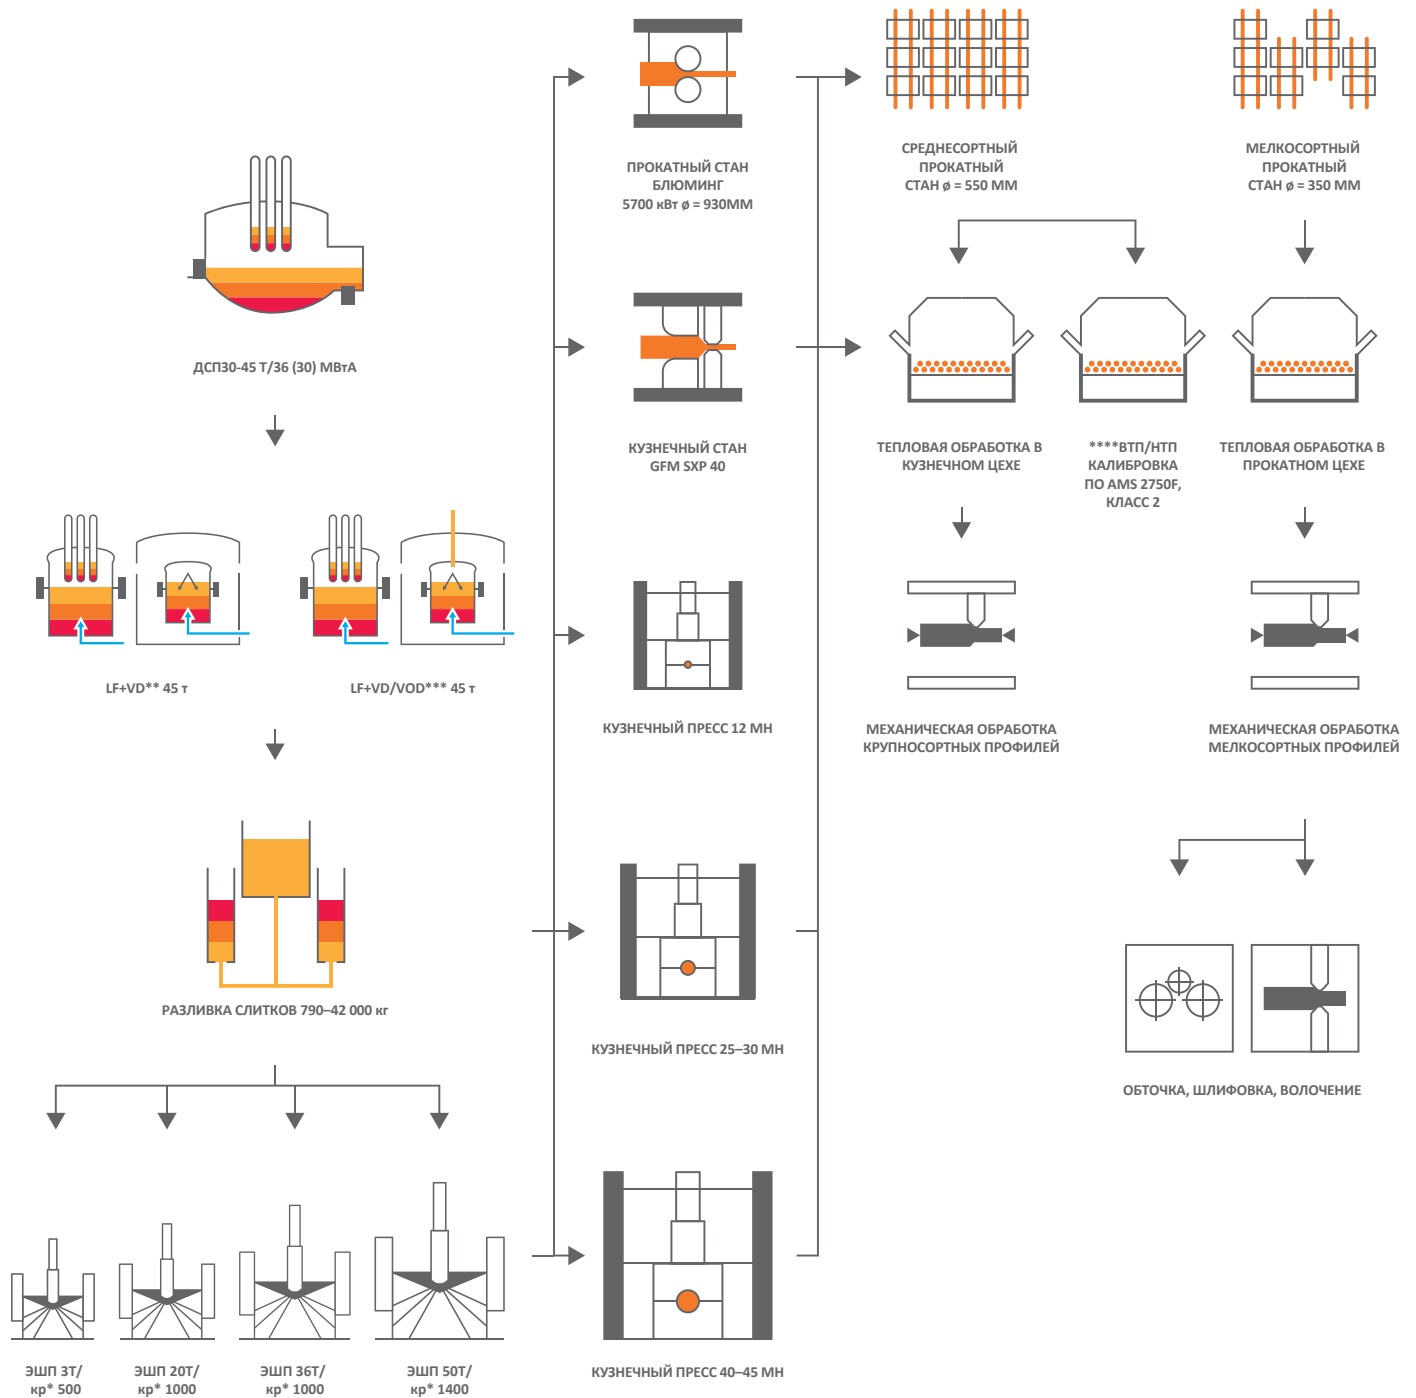 ДСП30-45 Т/36 (30) МВтА
LF+VD** 45 т
LF+VD/VOD*** 45 т
РАЗЛИВКА СЛИТКОВ 790–42 000 кг
ЭШП 3Т/
кр* 500
ЭШП 20Т/
кр* 1000
ЭШП 36Т/
кр* 1000
ЭШП 50Т/
кр* 1400
ПРОКАТНЫЙ СТАН
БЛЮМИНГ
5700 кВт ø = 930ММ
КУЗНЕЧНЫЙ СТАН
GFM SXP 40
КУЗНЕЧНЫЙ ПРЕСС 12 МН
КУЗНЕЧНЫЙ ПРЕСС 25–30 МН
КУЗНЕЧНЫЙ ПРЕСС 40–45 МН
СРЕДНЕСОРТНЫЙ
ПРОКАТНЫЙ
СТАН ø = 550 ММ
МЕЛКОСОРТНЫЙ
ПРОКАТНЫЙ
СТАН ø = 350 ММ
ТЕПЛОВАЯ ОБРАБОТКА В
КУЗНЕЧНОМ ЦЕХЕ
****ВТП/НТП
КАЛИБРОВКА
ПО AMS 2750F,
КЛАСС 2
ТЕПЛОВАЯ ОБРАБОТКА В
ПРОКАТНОМ ЦЕХЕ
МЕХАНИЧЕСКАЯ ОБРАБОТКА
КРУПНОСОРТНЫХ ПРОФИЛЕЙ
МЕХАНИЧЕСКАЯ ОБРАБОТКА
МЕЛКОСОРТНЫХ ПРОФИЛЕЙ
ОБТОЧКА, ШЛИФОВКА, ВОЛОЧЕНИЕ